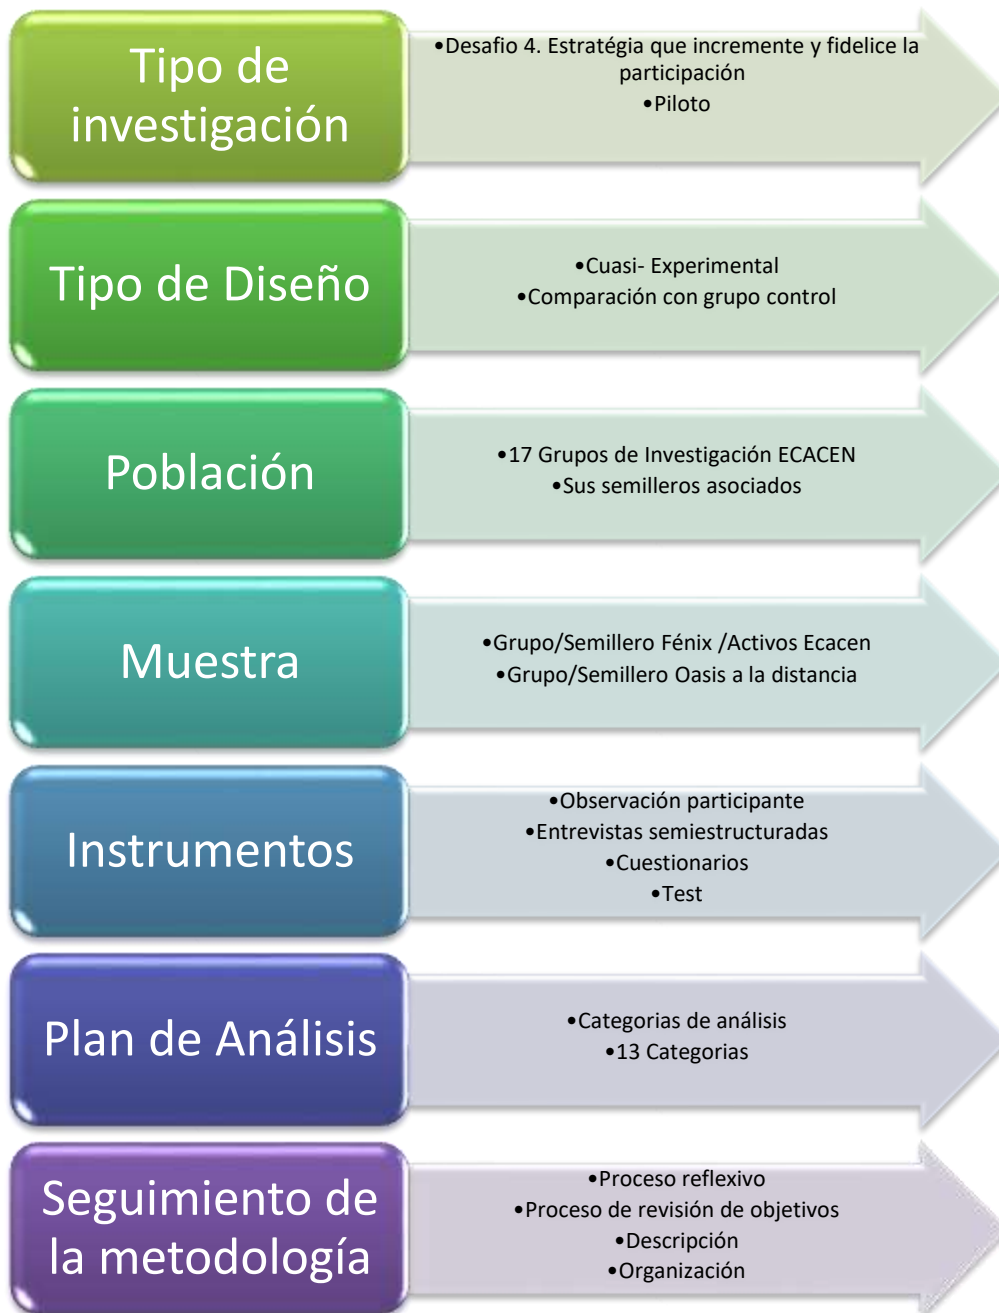 Tipo de
investigación
•Desafio 4. Estratégia que incremente y fidelice la
participación
•Piloto
Tipo de Diseño
•Cuasi- Experimental
•Comparación con grupo control
Población
•17 Grupos de Investigación ECACEN
•Sus semilleros asociados
Muestra
•Grupo/Semillero Fénix /Activos Ecacen
•Grupo/Semillero Oasis a la distancia
Instrumentos
•Observación participante
•Entrevistas semiestructuradas
•Cuestionarios
•Test
Plan de Análisis
•Categorias de análisis
•13 Categorias
Seguimiento de
la metodología
•Proceso reflexivo
•Proceso de revisión de objetivos
•Descripción
•Organización